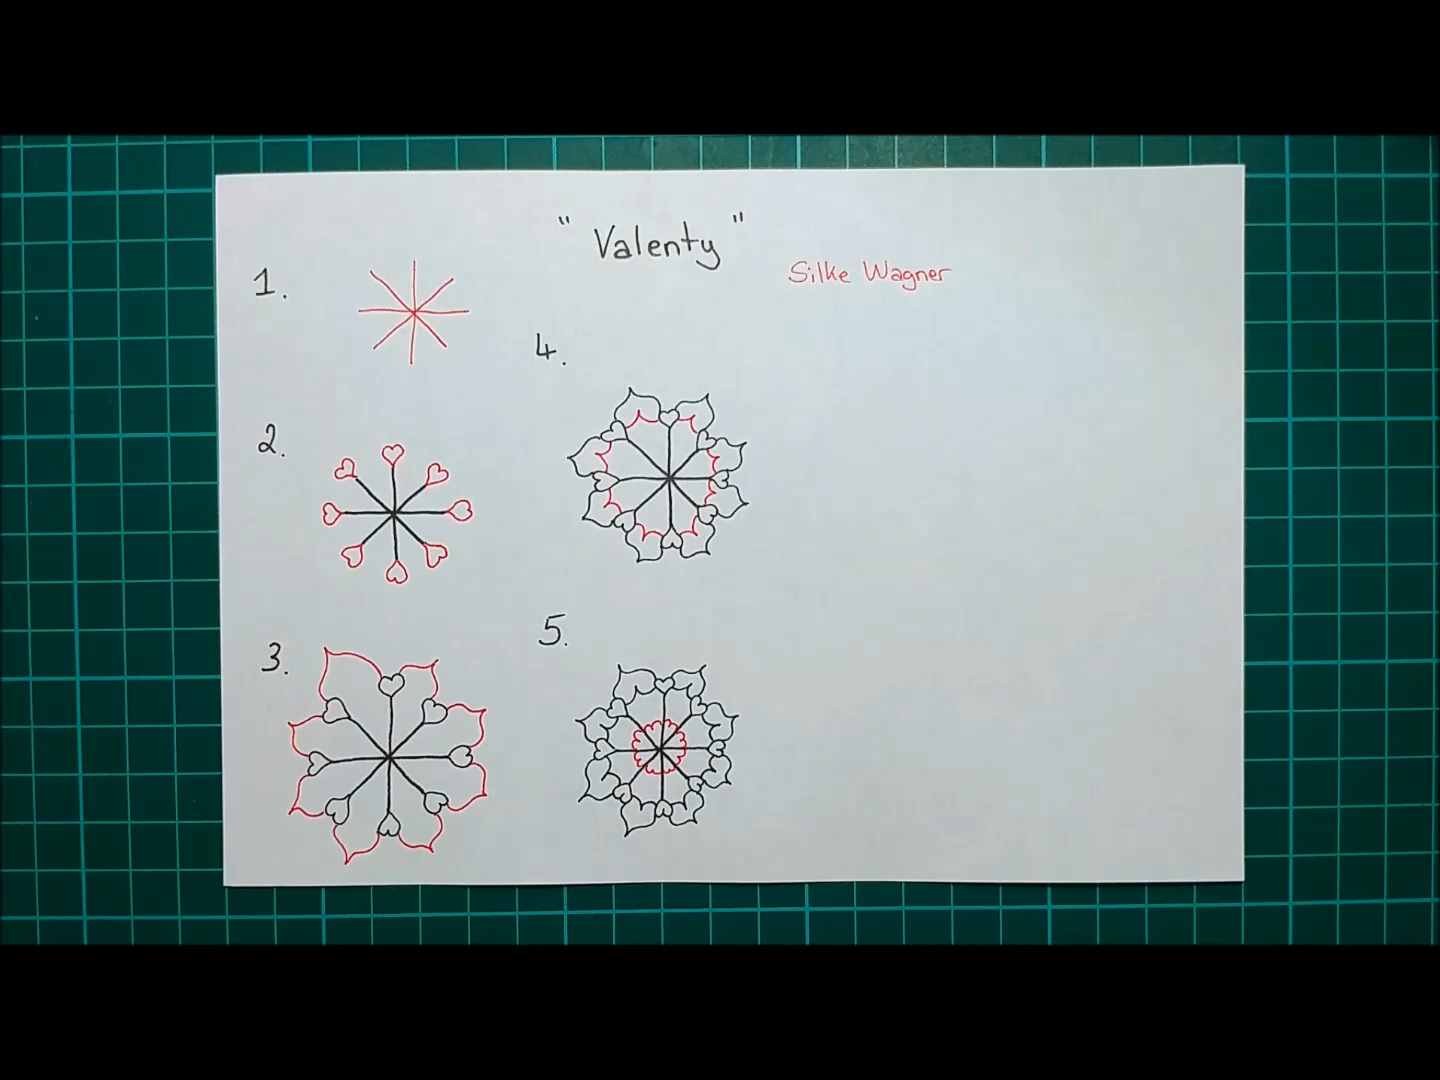 " Valenty "
Silke Wagner
1.
2.
3.
4.
5.